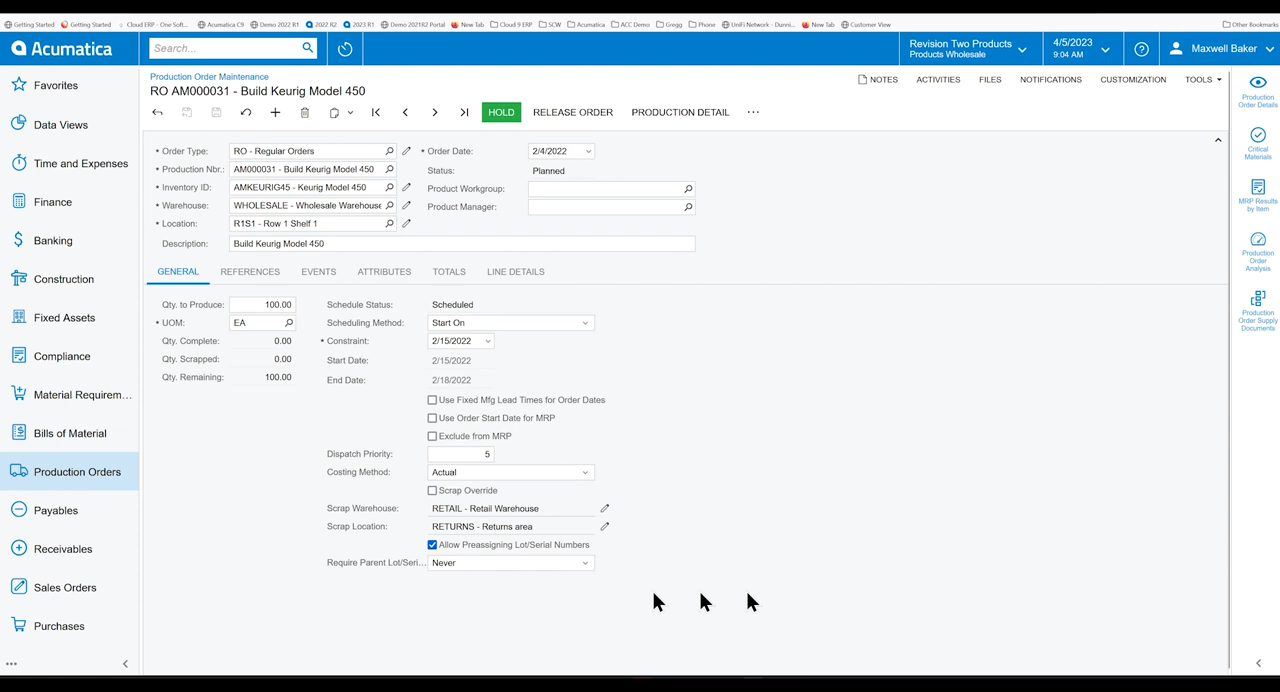 Getting Started Getting Started Cloud ERP - One Soft... Acumatica C9 Demo 2022 R1 2022 R2 2023 R1 Demo 2021R2 Portal New Tab Cloud 9 ERP SCW Acumatica ACC Demo Gregg Phone UniFi Network - Dunni... New Tab Customer View Other Bookmarks
Acumatica
Search...
Revision Two Products
Products Wholesale
4/5/2023
9:04 AM
?
Maxwell Baker
Favorites
Data Views
Time and Expenses
Finance
Banking
Construction
Fixed Assets
Compliance
Material Requirem...
Bills of Material
Production Orders
Payables
Receivables
Sales Orders
Purchases
Production Order Maintenance
RO AM000031 - Build Keurig Model 450
NOTES ACTIVITIES FILES NOTIFICATIONS CUSTOMIZATION TOOLS
HOLD RELEASE ORDER PRODUCTION DETAIL
* Order Type: RO - Regular Orders
* Production Nbr.: AM000031 - Build Keurig Model 450
* Inventory ID: AMKEURIG45 - Keurig Model 450
* Warehouse: WHOLESALE - Wholesale Warehouse
* Location: R1S1 - Row 1 Shelf 1
Description: Build Keurig Model 450
* Order Date: 2/4/2022
Status: Planned
Product Workgroup:
Product Manager:
GENERAL REFERENCES EVENTS ATTRIBUTES TOTALS LINE DETAILS
Qty. to Produce: 100.00
* UOM: EA
Qty. Complete: 0.00
Qty. Scrapped: 0.00
Qty. Remaining: 100.00
Schedule Status: Scheduled
Scheduling Method: Start On
* Constraint: 2/15/2022
Start Date: 2/15/2022
End Date: 2/18/2022
Use Fixed Mfg Lead Times for Order Dates
Use Order Start Date for MRP
Exclude from MRP
Dispatch Priority: 5
Costing Method: Actual
Scrap Override
Scrap Warehouse: RETAIL - Retail Warehouse
Scrap Location: RETURNS - Returns area
Allow Preassigning Lot/Serial Numbers
Require Parent Lot/Seri... Never
Production
Order Details
Critical
Materials
MRP Results
by Item
Production
Order
Analysis
Production
Order Supply
Documents